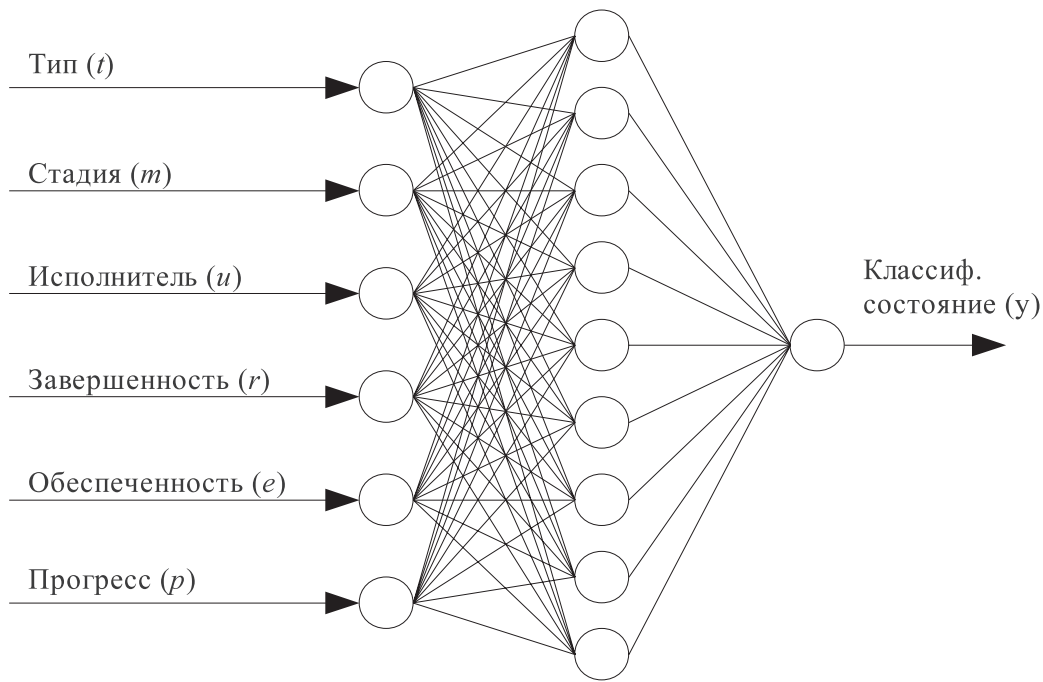 Тип (t)
Стадия (m)
Исполнитель (u)
Завершенность (r)
Обеспеченность (e)
Прогресс (p)
Классиф.
состояние (y)